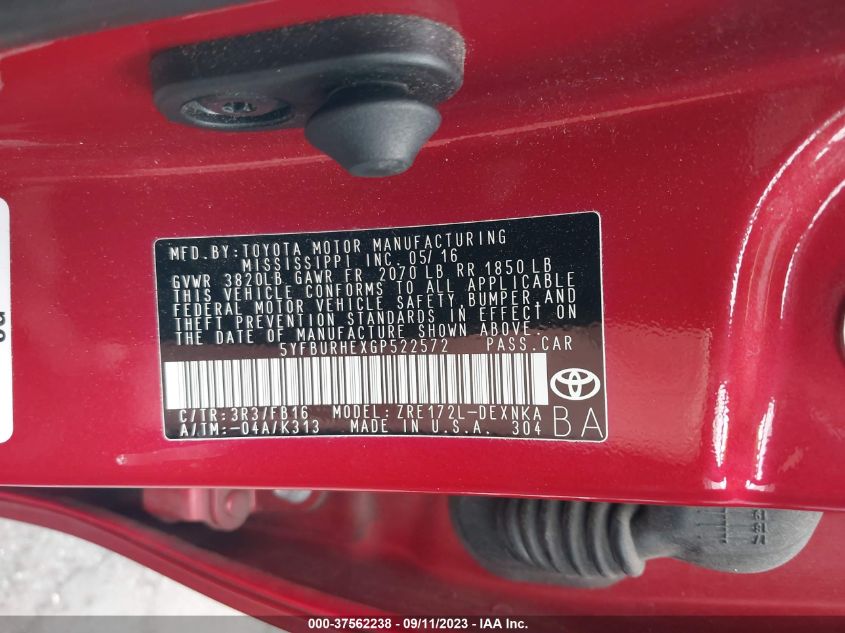 MFD.BY:TOYOTA MOTOR MANUFACTURING
MISSISSIPPI INC. 05/16
GVWR 3820LB. GAWR FR. 2070 LB. RR 1850 LB
THIS VEHICLE CONFORMS TO ALL APPLICABLE
FEDERAL MOTOR VEHICLE SAFETY, BUMPER, AND
THEFT PREVENTION STANDARDS IN EFFECT ON
THE DATE OF MANUFACTURE SHOWN ABOVE.
5YFBURHEXGP522572 PASS.CAR
C/TR:3R3/FB16 MODEL: ZRE172L-DEXNKA
A/TM:-04A/K313 MADE IN U.S.A. 304
BA
000-37562238 - 09/11/2023 - IAAI.com